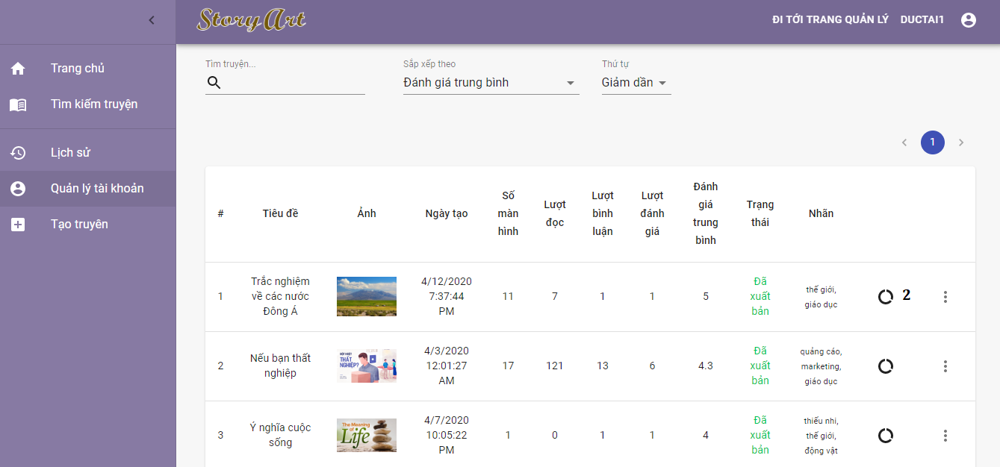 Story Art
ĐI TỚI TRANG QUẢN LÝ DUCTAI1
Trang chủ
Tìm kiếm truyện
Lịch sử
Quản lý tài khoản
Tạo truyên
Tìm truyện... Sắp xếp theo Thứ tự
Đánh giá trung bình Giảm dần
1
# Tiêu đề Ảnh Ngày tạo Số màn hình Lượt đọc Lượt bình luận Lượt đánh giá Đánh giá trung bình Trạng thái Nhãn
1 Trắc nghiệm về các nước Đông Á 4/12/2020 7:37:44 PM 11 7 1 1 5 Đã xuất bản thế giới, giáo dục 2
2 Nếu bạn thất nghiệp THẤT NGHIỆP? 4/3/2020 12:01:27 AM 17 121 13 6 4.3 Đã xuất bản quảng cáo, marketing, giáo dục
3 Ý nghĩa cuộc sống The Meaning of Life 4/7/2020 10:05:22 PM 1 0 1 1 4 Đã xuất bản thiếu nhi, thế giới, động vật